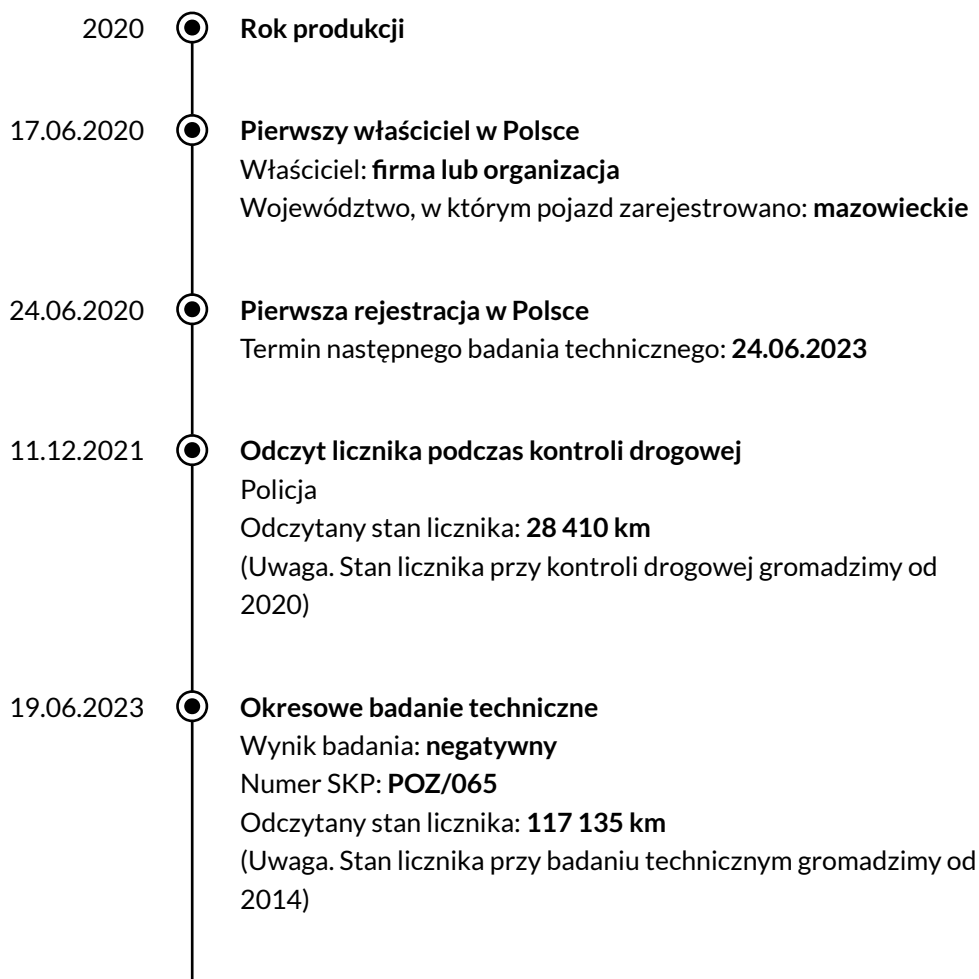 2020 Rok produkcji
17.06.2020 Pierwszy właściciel w Polsce
Właściciel: firma lub organizacja
Województwo, w którym pojazd zarejestrowano: mazowieckie
24.06.2020 Pierwsza rejestracja w Polsce
Termin następnego badania technicznego: 24.06.2023
11.12.2021 Odczyt licznika podczas kontroli drogowej
Policja
Odczytany stan licznika: 28 410 km
(Uwaga. Stan licznika przy kontroli drogowej gromadzimy od
2020)
19.06.2023 Okresowe badanie techniczne
Wynik badania: negatywny
Numer SKP: POZ/065
Odczytany stan licznika: 117 135 km
(Uwaga. Stan licznika przy badaniu technicznym gromadzimy od
2014)